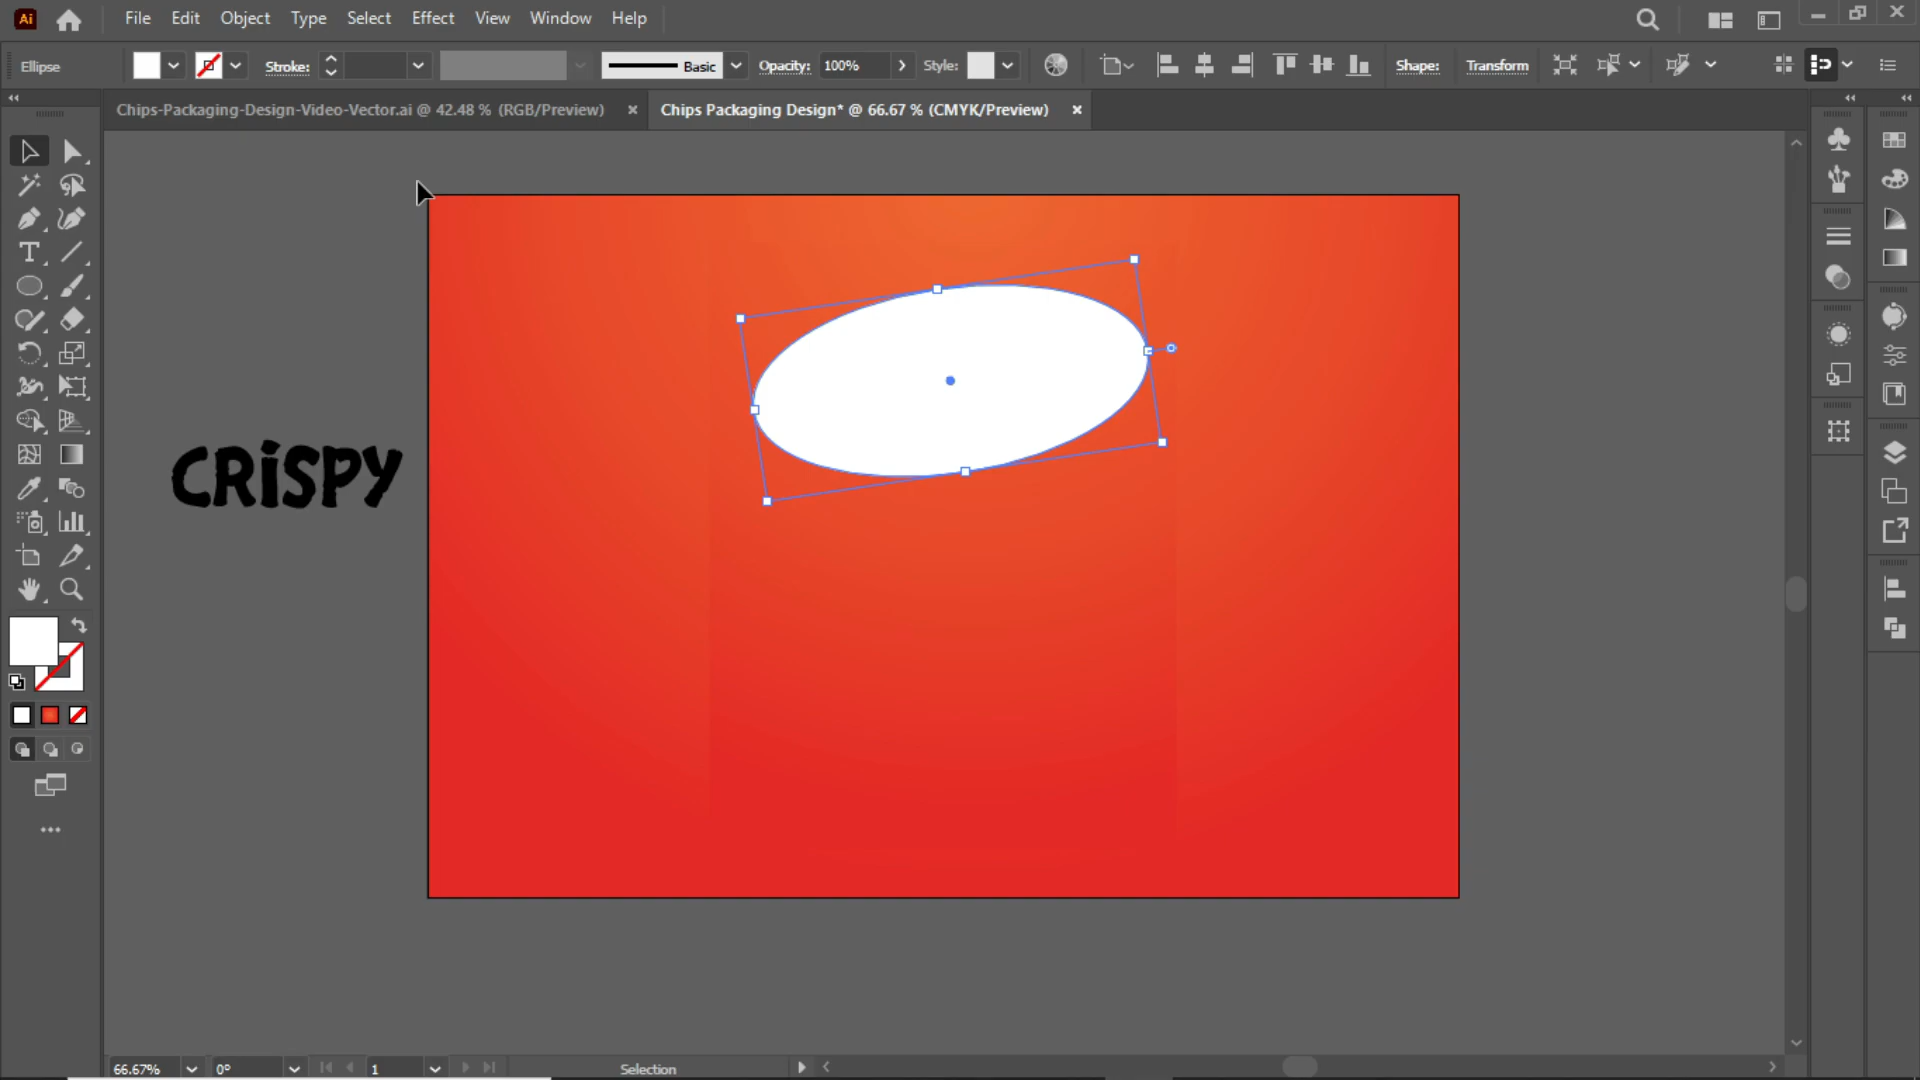 Ai File Edit Object Type Select Effect View Window Help
Ellipse Stroke: Basic Opacity: 100% Style: Shape: Transform
Chips-Packaging-Design-Video-Vector.ai @ 42.48 % (RGB/Preview) × Chips Packaging Design* @ 66.67 % (CMYK/Preview) ×
CRiSPY
66.67% 0° 1 Selection